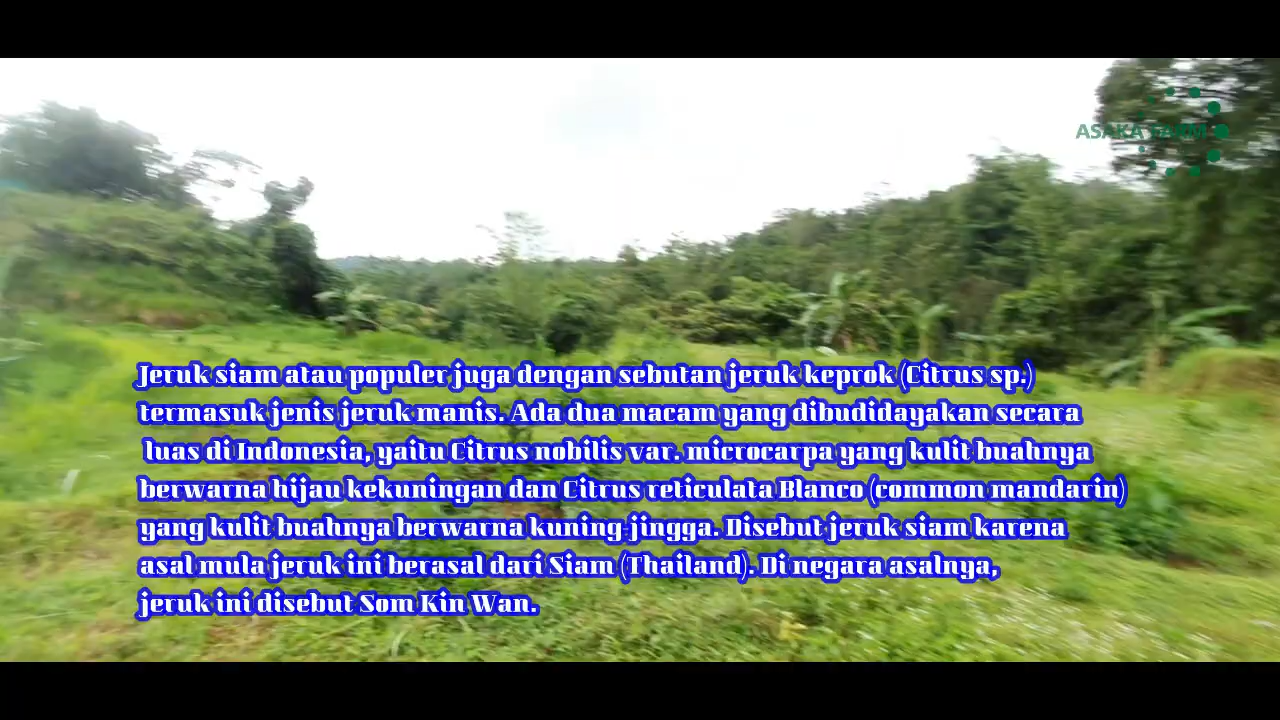 ASAKA FARM
Jeruk siam atau populer juga dengan sebutan jeruk keprok (Citrus sp.)
termasuk jenis jeruk manis. Ada dua macam yang dibudidayakan secara
luas di Indonesia, yaitu Citrus nobilis var. microcarpa yang kulit buahnya
berwarna hijau kekuningan dan Citrus reticulata Blanco (common mandarin)
yang kulit buahnya berwarna kuning-jingga. Disebut jeruk siam karena
asal mula jeruk ini berasal dari Siam (Thailand). Di negara asalnya,
jeruk ini disebut Som Kin Wan.